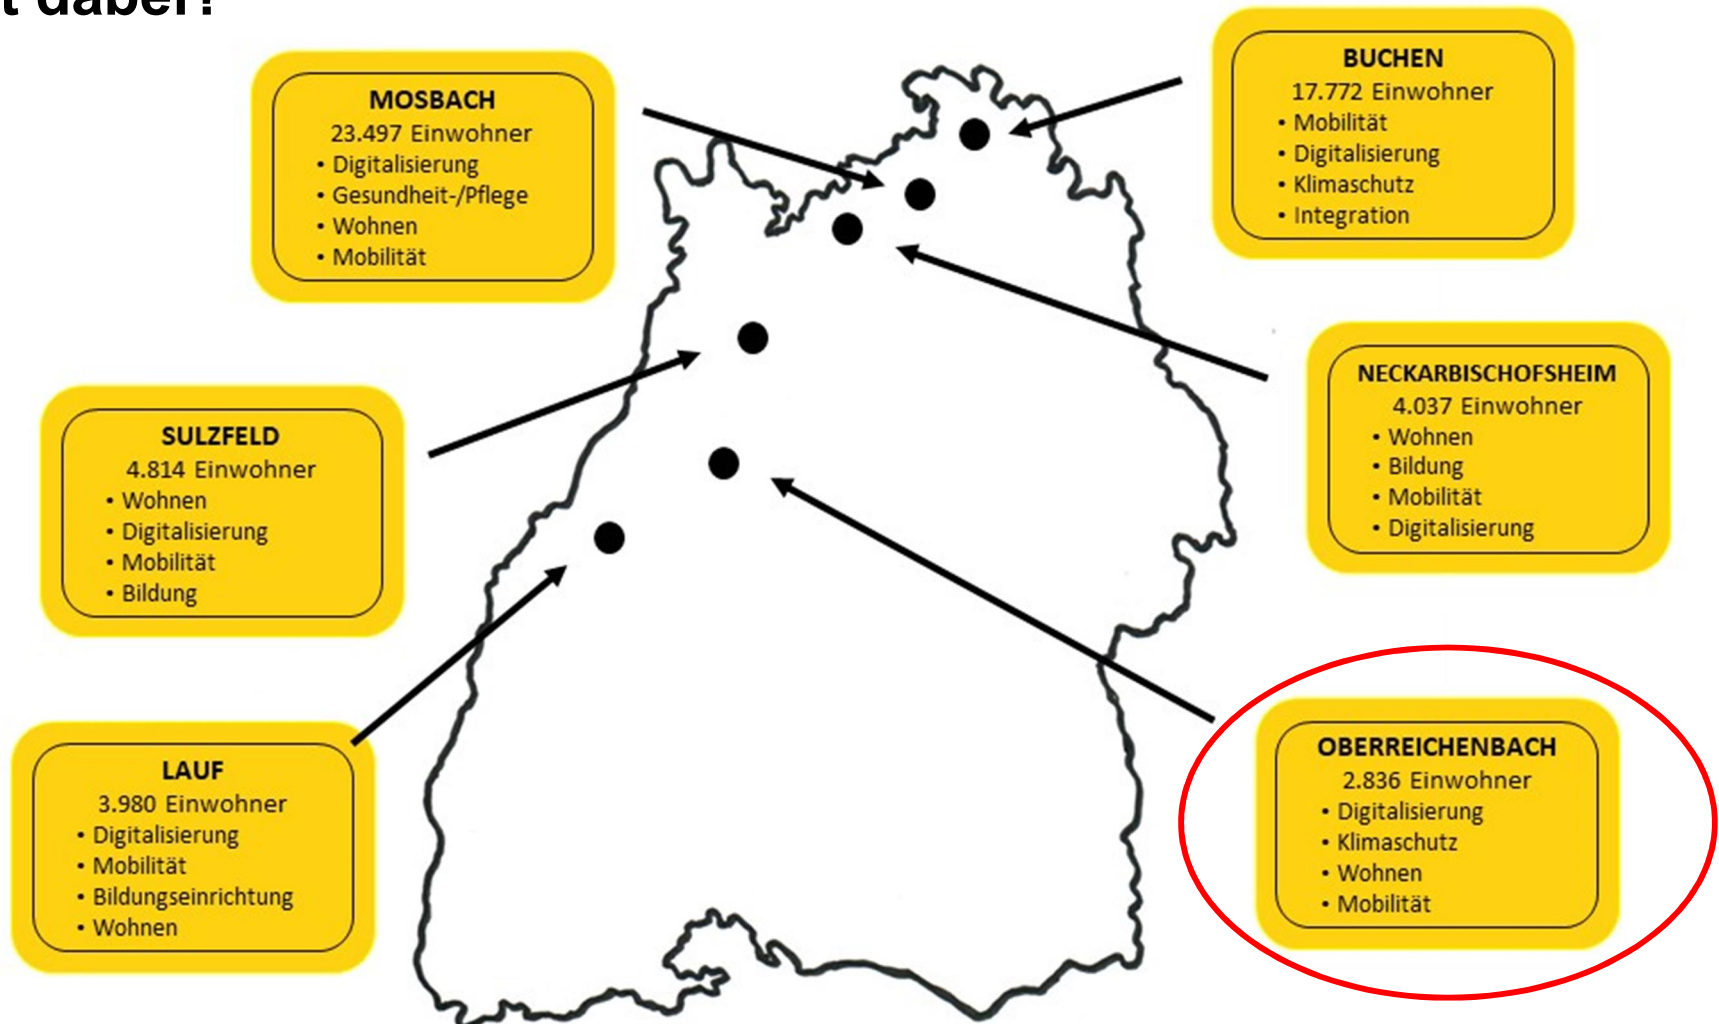 t dabei?
MOSBACH
23.497 Einwohner
• Digitalisierung
• Gesundheit-/Pflege
• Wohnen
• Mobilität
BUCHEN
17.772 Einwohner
• Mobilität
• Digitalisierung
• Klimaschutz
• Integration
SULZFELD
4.814 Einwohner
• Wohnen
• Digitalisierung
• Mobilität
• Bildung
NECKARBISCHOFSHEIM
4.037 Einwohner
• Wohnen
• Bildung
• Mobilität
• Digitalisierung
LAUF
3.980 Einwohner
• Digitalisierung
• Mobilität
• Bildungseinrichtung
• Wohnen
OBERREICHENBACH
2.836 Einwohner
• Digitalisierung
• Klimaschutz
• Wohnen
• Mobilität